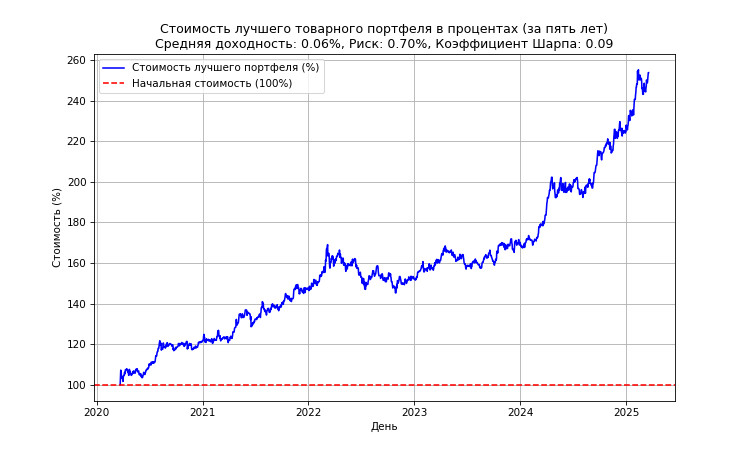 Стоимость лучшего товарного портфеля в процентах (за пять лет)
Средняя доходность: 0.06%, Риск: 0.70%, Коэффициент Шарпа: 0.09
Стоимость лучшего портфеля (%)
Начальная стоимость (100%)
Стоимость (%)
260
240
220
200
180
160
140
120
100
2020
2021
2022
2023
2024
2025
День